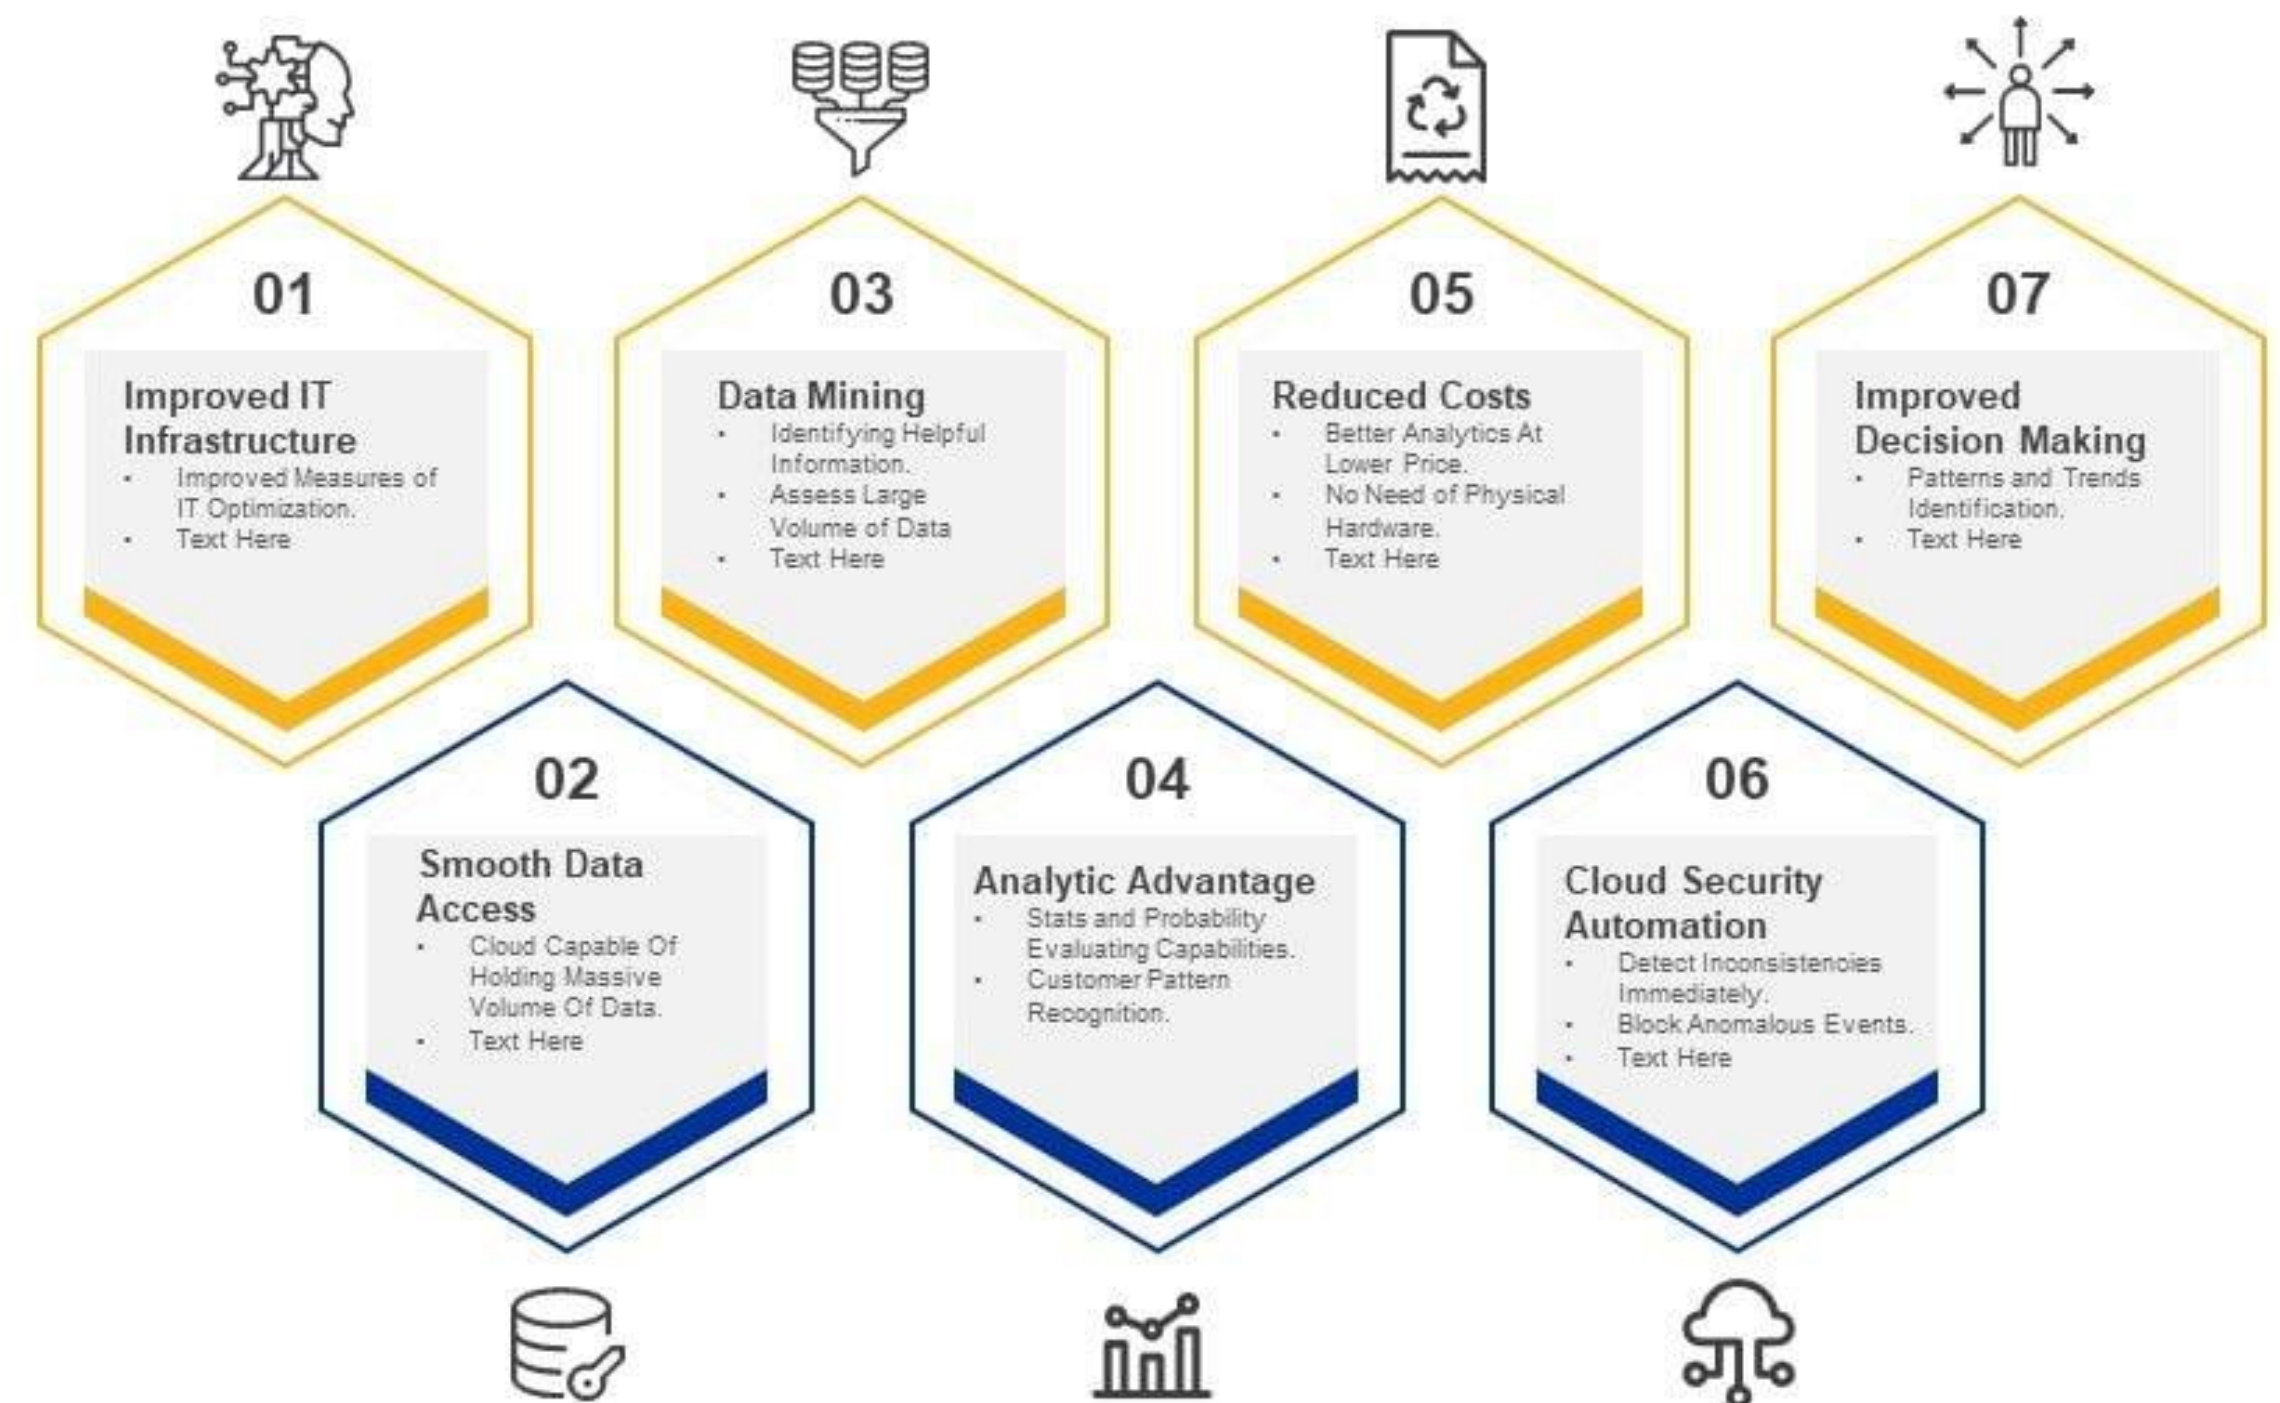 01
Improved IT
Infrastructure
· Improved Measures of
IT Optimization.
· Text Here
02
Smooth Data
Access
· Cloud Capable Of
Holding Massive
Volume Of Data.
· Text Here
03
Data Mining
· Identifying Helpful
Information.
· Assess Large
Volume of Data
· Text Here
04
Analytic Advantage
· Stats and Probability
Evaluating Capabilities.
· Customer Pattern
Recognition.
05
Reduced Costs
· Better Analytics At
Lower Price.
· No Need of Physical
Hardware.
· Text Here
06
Cloud Security
Automation
· Detect Inconsistencies
Immediately.
· Block Anomalous Events.
· Text Here
07
Improved
Decision Making
· Patterns and Trends
Identification.
· Text Here